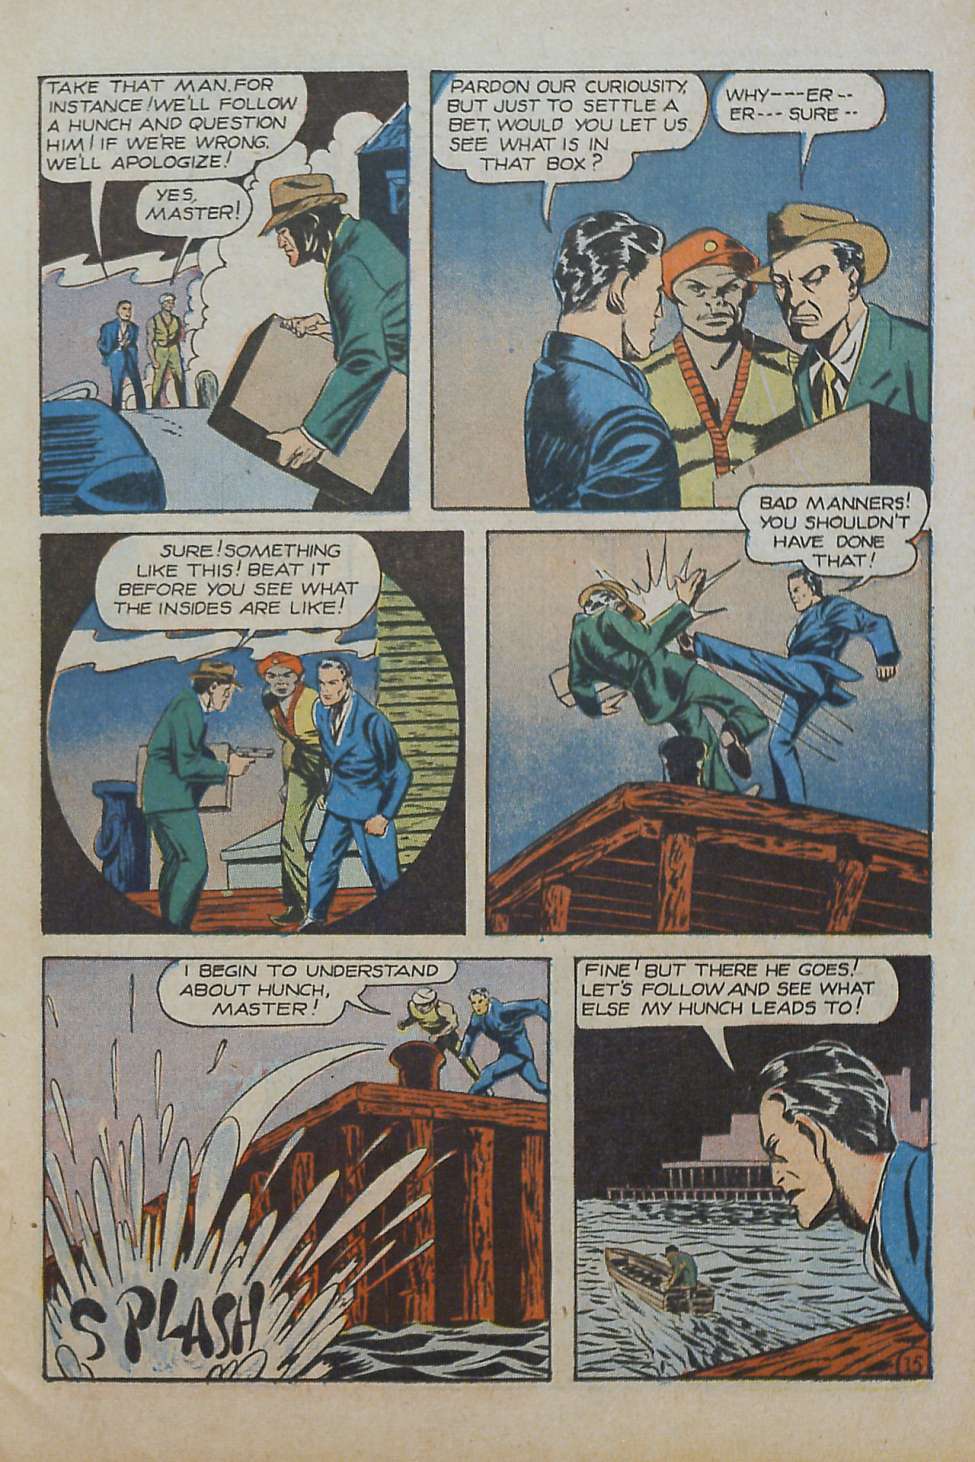 TAKE THAT MAN, FOR
INSTANCE! WE'LL FOLLOW
A HUNCH AND QUESTION
HIM! IF WE'RE WRONG,
WE'LL APOLOGIZE!
YES,
MASTER!
PARDON OUR CURIOUSITY,
BUT JUST TO SETTLE A
BET, WOULD YOU LET US
SEE WHAT IS IN
THAT BOX?
WHY---ER--
ER---SURE--
SURE! SOMETHING
LIKE THIS! BEAT IT
BEFORE YOU SEE WHAT
THE INSIDES ARE LIKE!
BAD MANNERS!
YOU SHOULDN'T
HAVE DONE
THAT!
I BEGIN TO UNDERSTAND
ABOUT HUNCH,
MASTER!
SPLASH
FINE! BUT THERE HE GOES!
LET'S FOLLOW AND SEE WHAT
ELSE MY HUNCH LEADS TO!
15